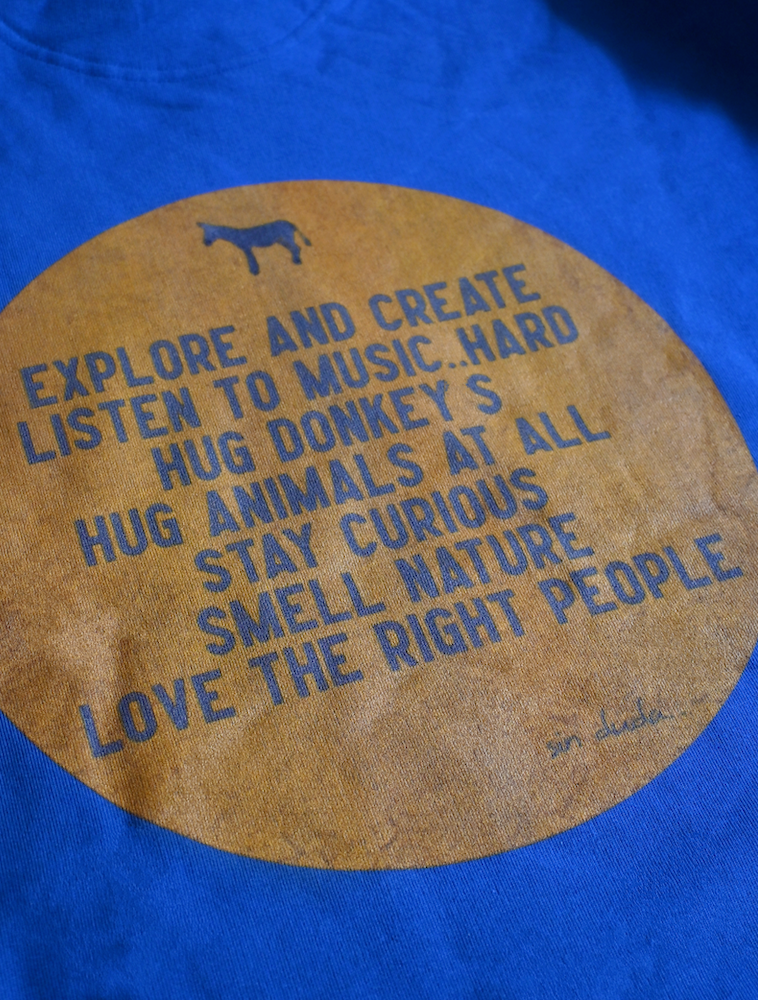 EXPLORE AND CREATE
LISTEN TO MUSIC..HARD
HUG DONKEY S
HUG ANIMALS AT ALL
STAY CURIOUS
SMELL NATURE
LOVE THE RIGHT PEOPLE
sin duda...